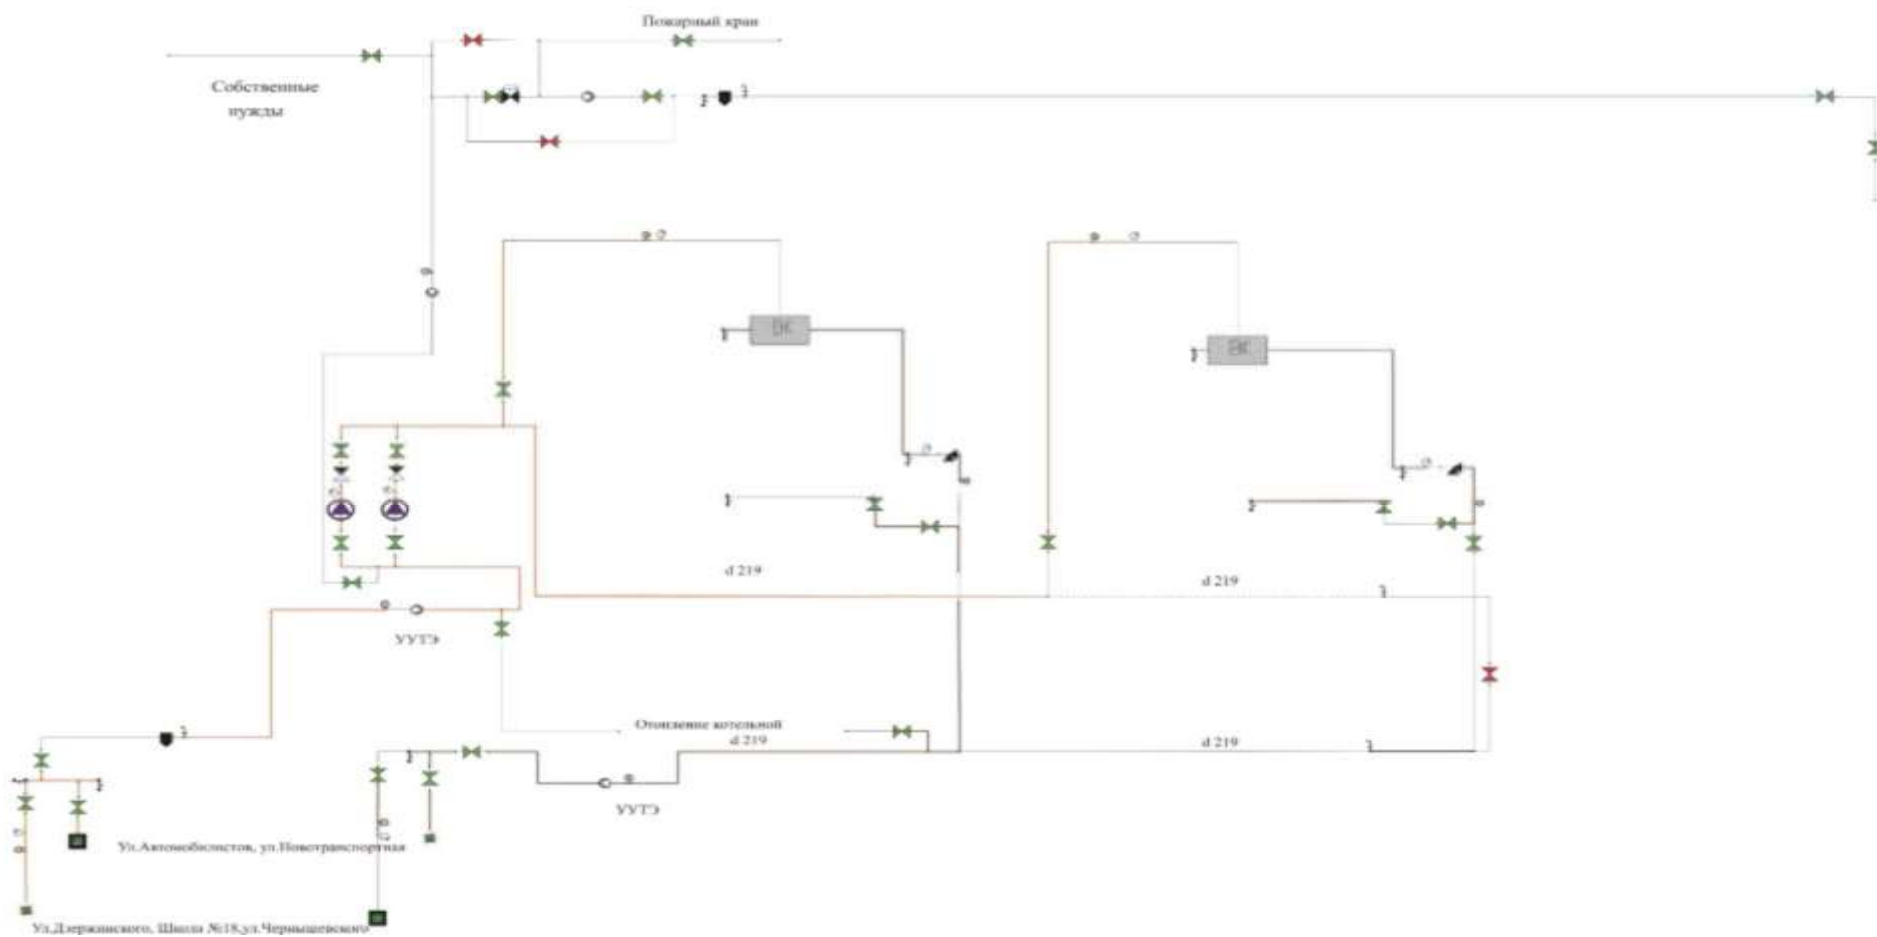 Пожарный кран
Собственные
нужды
d 219
d 219
УУТЭ
Отопление котельной
d 219
d 219
УУТЭ
Ул.Автомобилистов, ул.Новотранспортная
Ул.Дзержинского, Школа №18,ул.Чернышевского